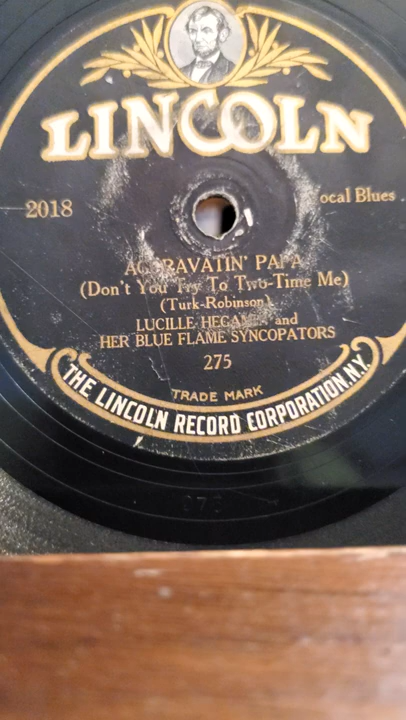 LINCOLN
2018
ocal Blues
AGGRAVATIN' PAPA
(Don't You Try To Two-Time Me)
(Turk-Robinson)
LUCILLE HEGAMIN and
HER BLUE FLAME SYNCOPATORS
275
TRADE MARK
THE LINCOLN RECORD CORPORATION, N.Y.
275